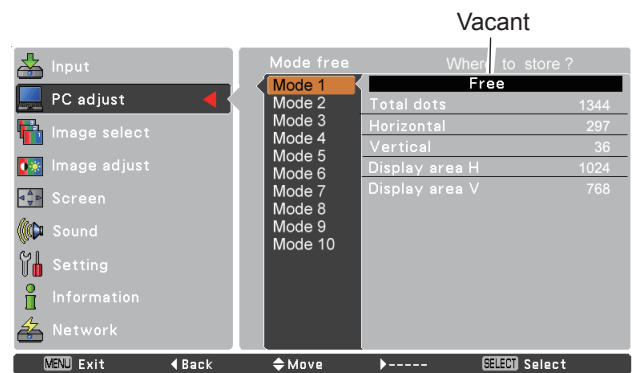 Vacant
Input
PC adjust
Image select
Image adjust
Screen
Sound
Setting
Information
Network
Mode free
Where to store ?
Mode 1
Mode 2
Mode 3
Mode 4
Mode 5
Mode 6
Mode 7
Mode 8
Mode 9
Mode 10
Free
Total dots 1344
Horizontal 297
Vertical 36
Display area H 1024
Display area V 768
MENU Exit Back Move ----- SELECT Select